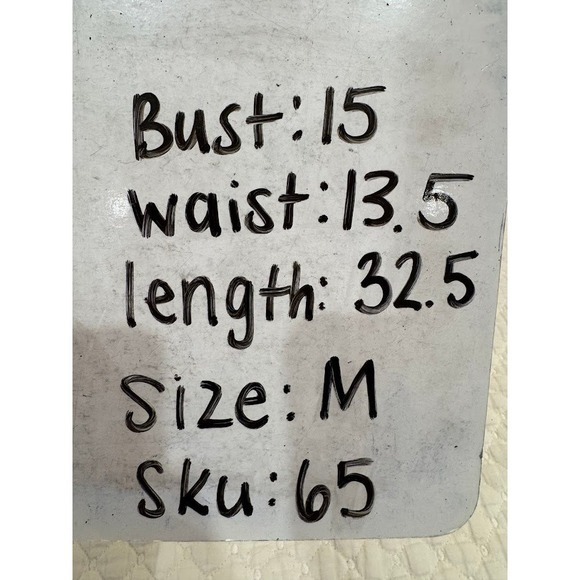 Bust: 15
waist: 13.5
length: 32.5
Size: M
Sku: 65